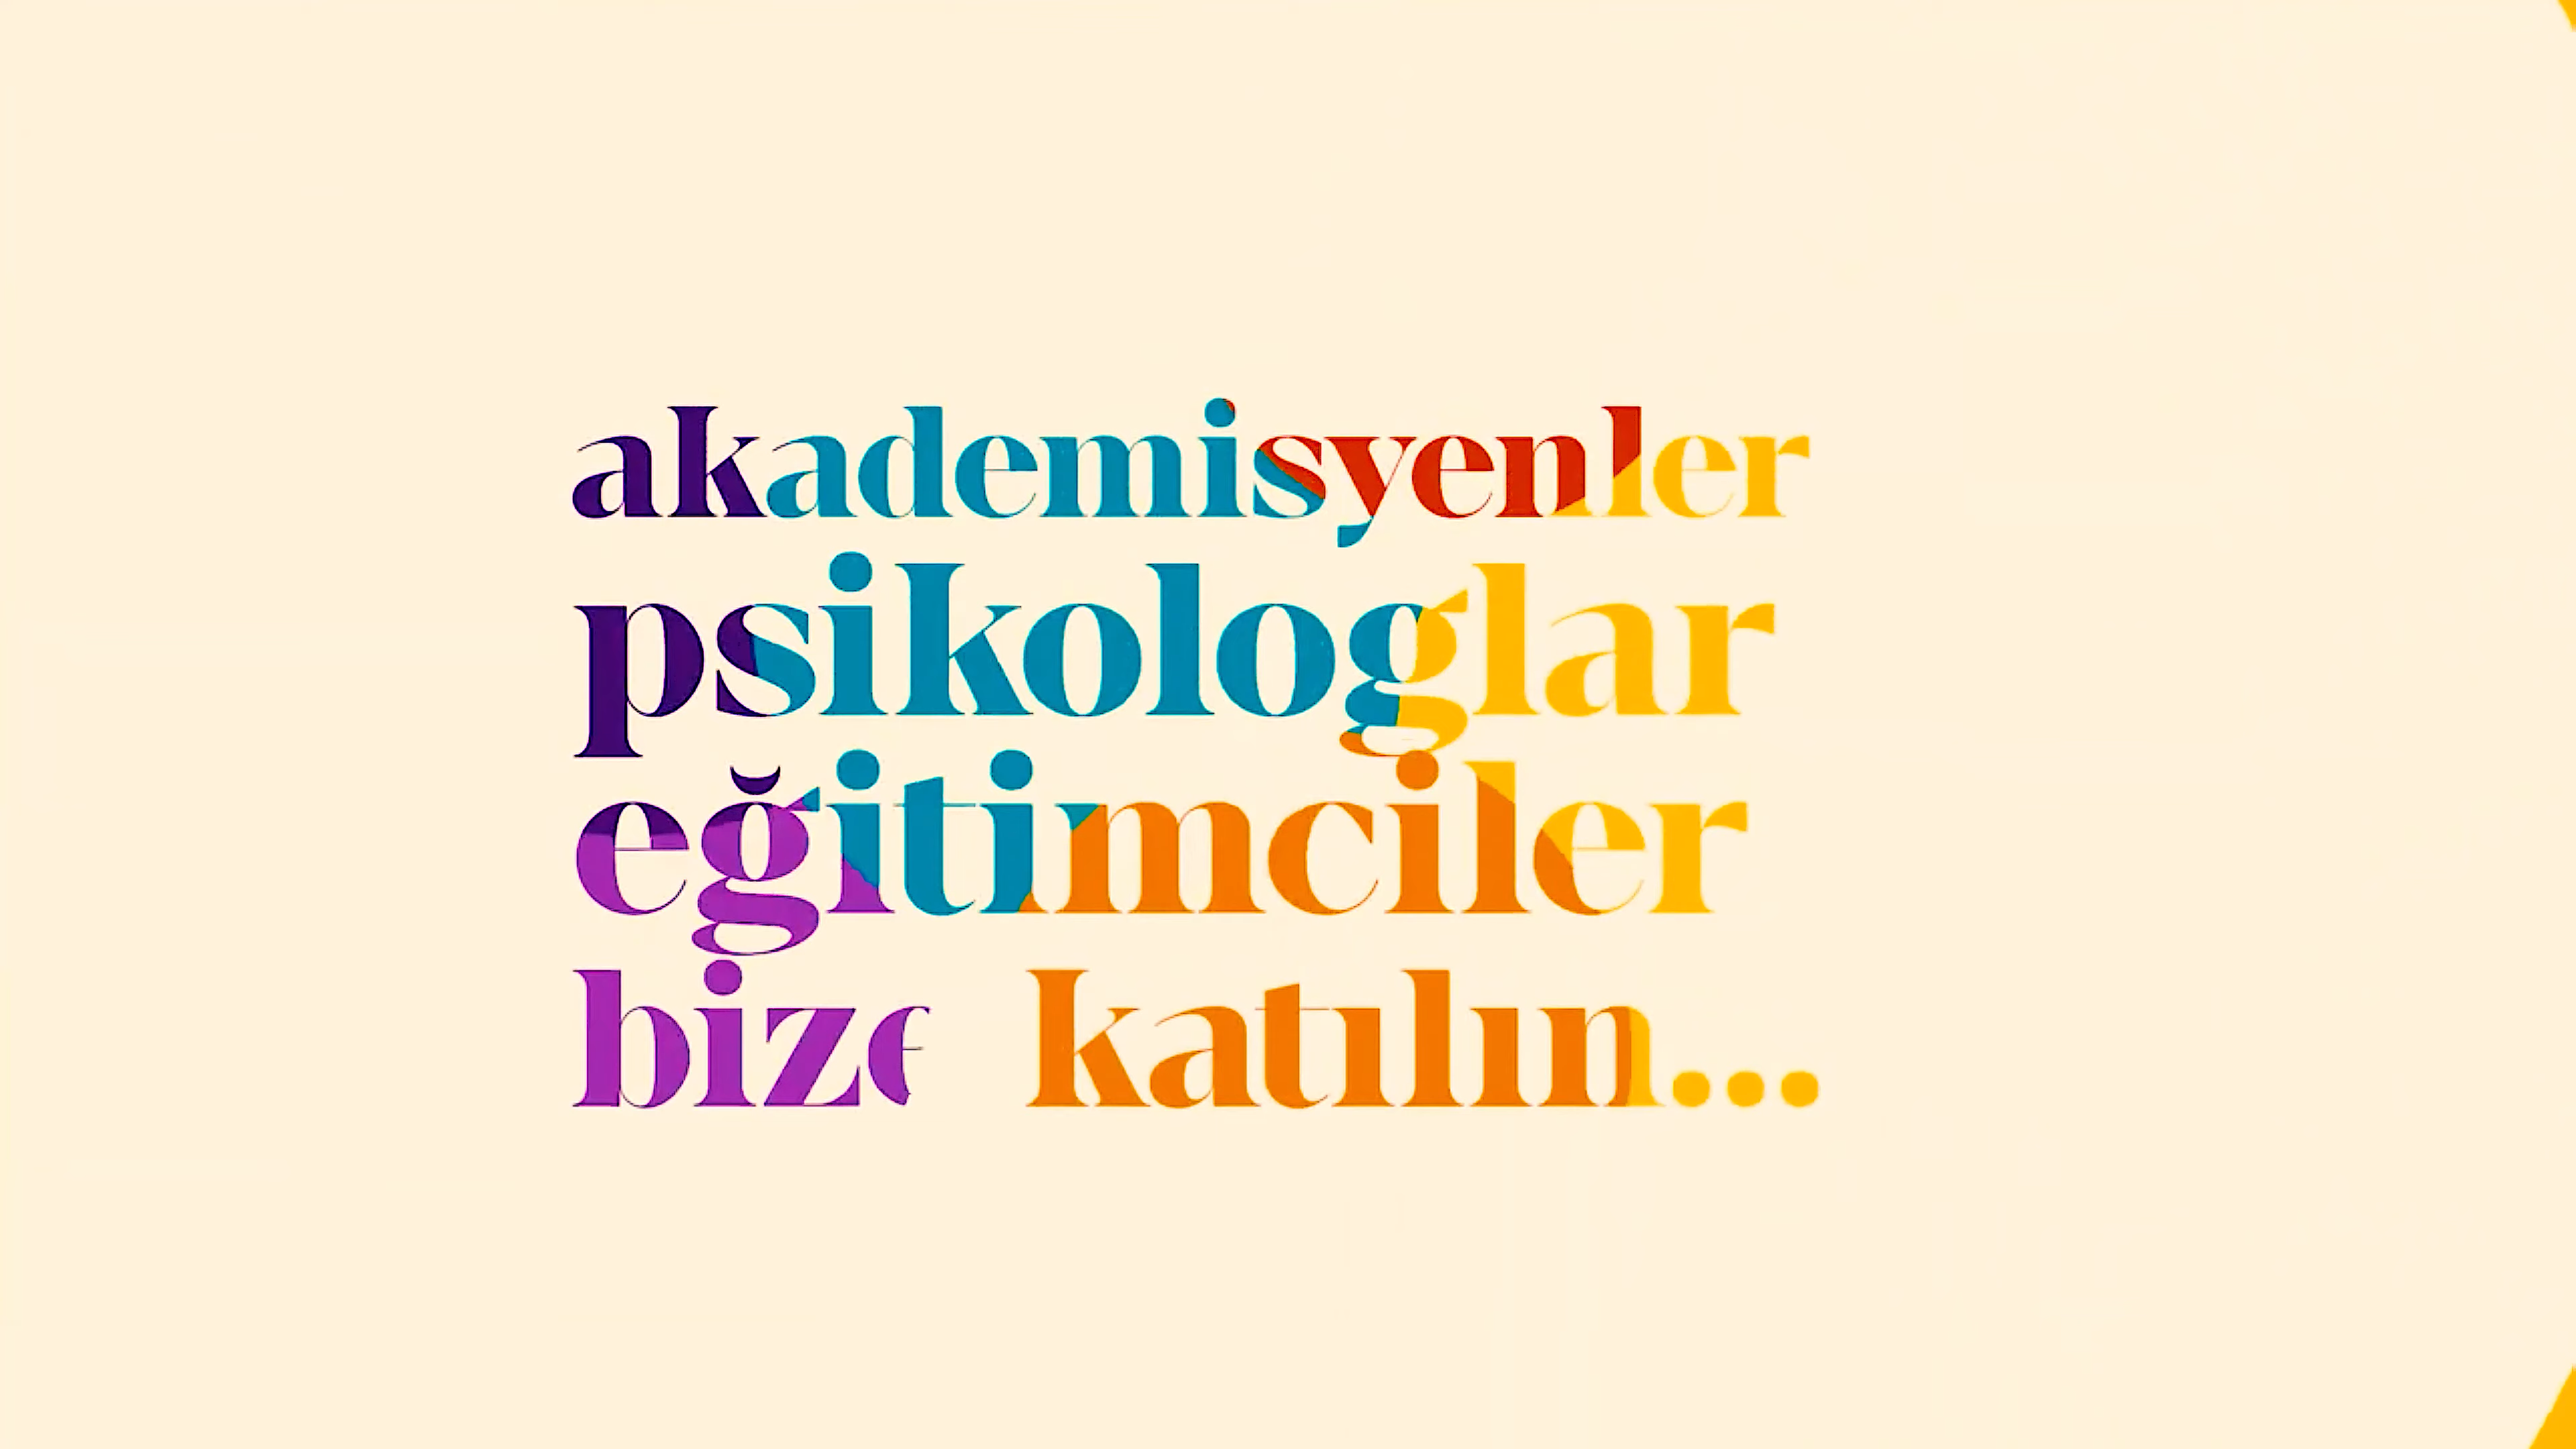 akademisyenler
psikologlar
eğitimciler
bize katılın...